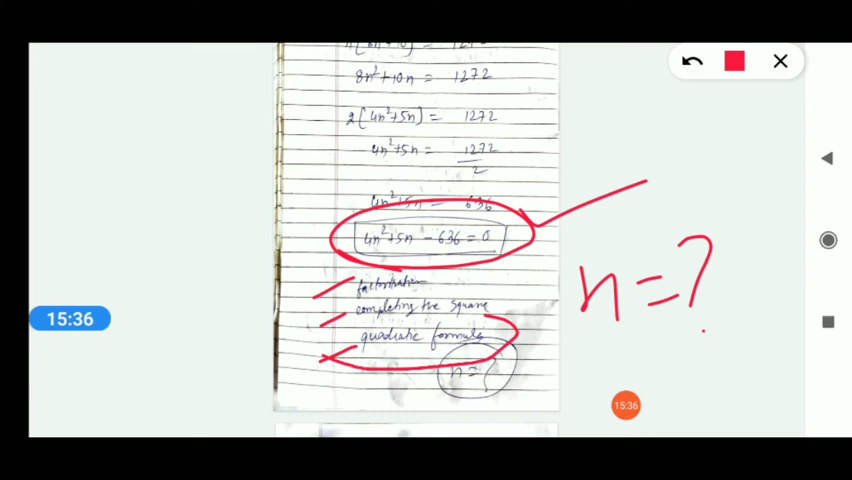 8n²+10n = 1272
2[4n²+5n] = 1272
4n²+5n = 1272/2
4n²+5n = 636
4n²+5n - 636 = 0
factorisation
completing the square
quadratic formula
n = ?
n = ?
15:36
15:36